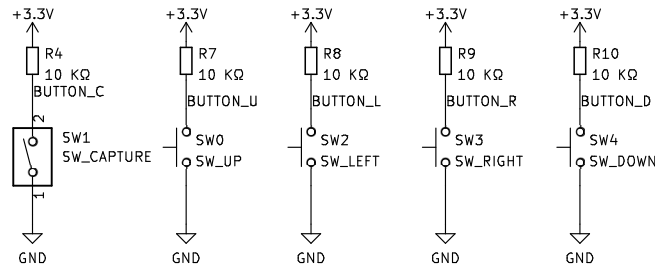 +3.3V +3.3V +3.3V +3.3V +3.3V
R4 R7 R8 R9 R10
10 KΩ 10 KΩ 10 KΩ 10 KΩ 10 KΩ
BUTTON_C BUTTON_U BUTTON_L BUTTON_R BUTTON_D
2
SW1 SW0 SW2 SW3 SW4
SW_CAPTURE SW_UP SW_LEFT SW_RIGHT SW_DOWN
1
GND GND GND GND GND